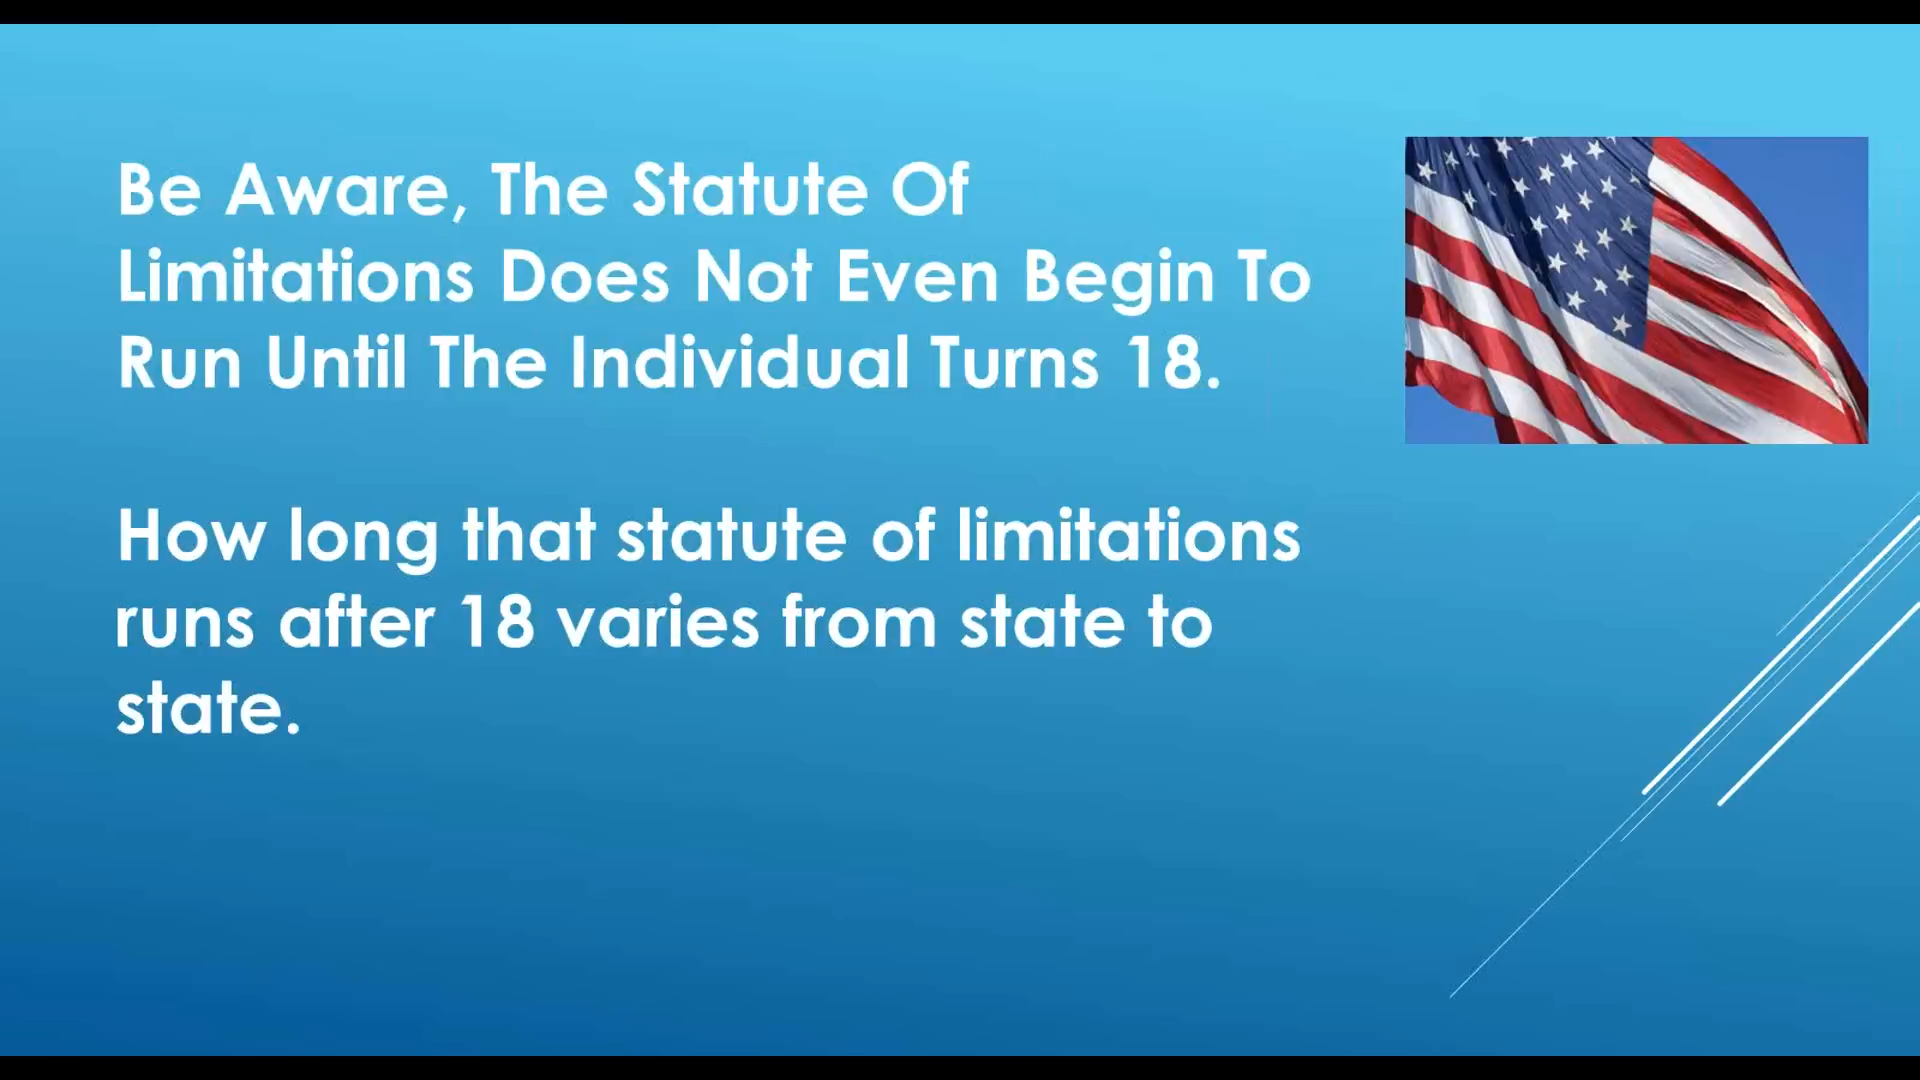 Be Aware, The Statute Of
Limitations Does Not Even Begin To
Run Until The Individual Turns 18.
How long that statute of limitations
runs after 18 varies from state to
state.